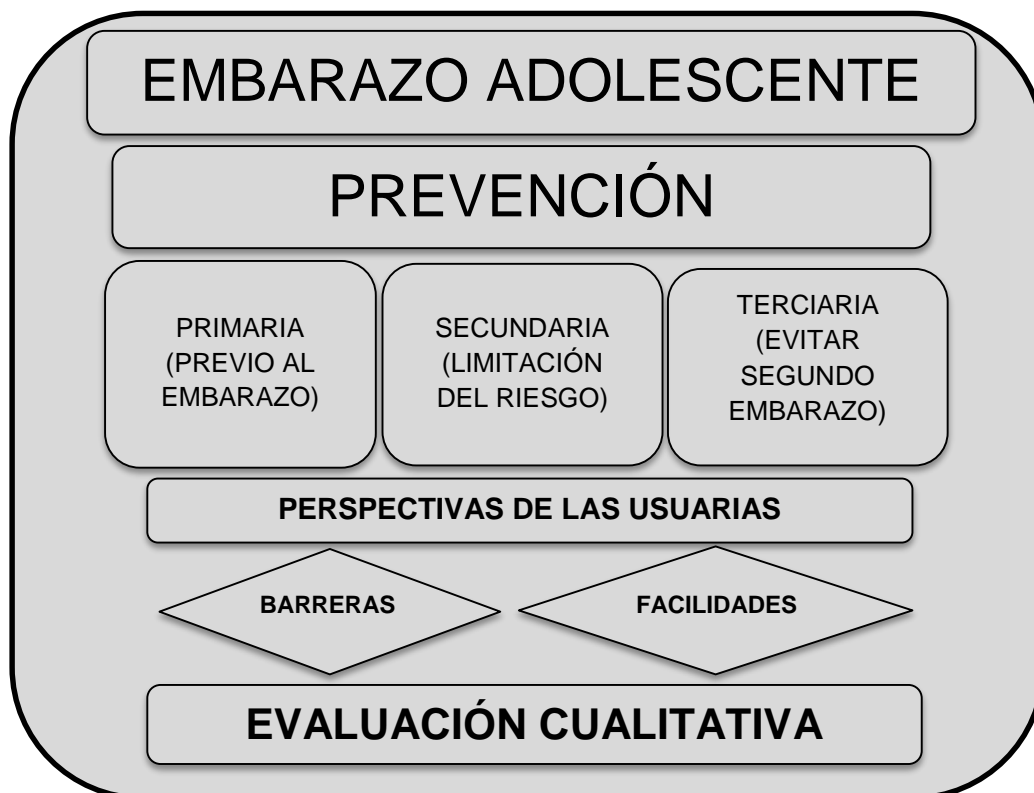 EMBARAZO ADOLESCENTE
PREVENCIÓN
PRIMARIA
(PREVIO AL
EMBARAZO)
SECUNDARIA
(LIMITACIÓN
DEL RIESGO)
TERCIARIA
(EVITAR
SEGUNDO
EMBARAZO)
PERSPECTIVAS DE LAS USUARIAS
BARRERAS
FACILIDADES
EVALUACIÓN CUALITATIVA